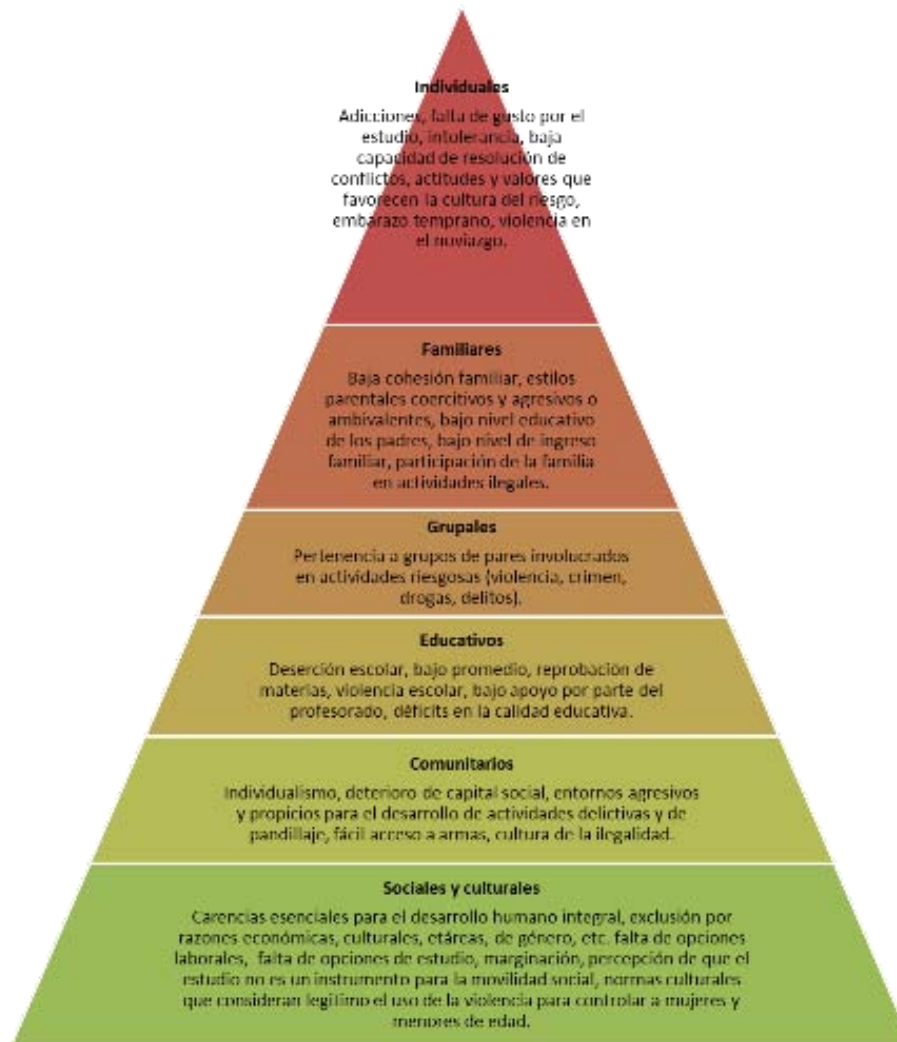 Individuales
Adicciones, falta de gusto por el
estudio, intolerancia, baja
capacidad de resolución de
conflictos, actitudes y valores que
favorecen la cultura del riesgo,
embarazo temprano, violencia en
el noviazgo.
Familiares
Baja cohesión familiar, estilos
parentales coercitivos y agresivos o
ambivalentes, bajo nivel educativo
de los padres, bajo nivel de ingreso
familiar, participación de la familia
en actividades ilegales.
Grupales
Pertenencia a grupos de pares involucrados
en actividades riesgosas (violencia, crimen,
drogas, delitos).
Educativos
Deserción escolar, bajo promedio, reprobación de
materias, violencia escolar, bajo apoyo por parte del
profesorado, déficits en la calidad educativa.
Comunitarios
Individualismo, deterioro de capital social, entornos agresivos
y propicios para el desarrollo de actividades delictivas y de
pandillaje, fácil acceso a armas, cultura de la ilegalidad.
Sociales y culturales
Carencias esenciales para el desarrollo humano integral, exclusión por
razones económicas, culturales, etáreas, de género, etc. falta de opciones
laborales, falta de opciones de estudio, marginación, percepción de que el
estudio no es un instrumento para la movilidad social, normas culturales
que consideran legítimo el uso de la violencia para controlar a mujeres y
menores de edad.